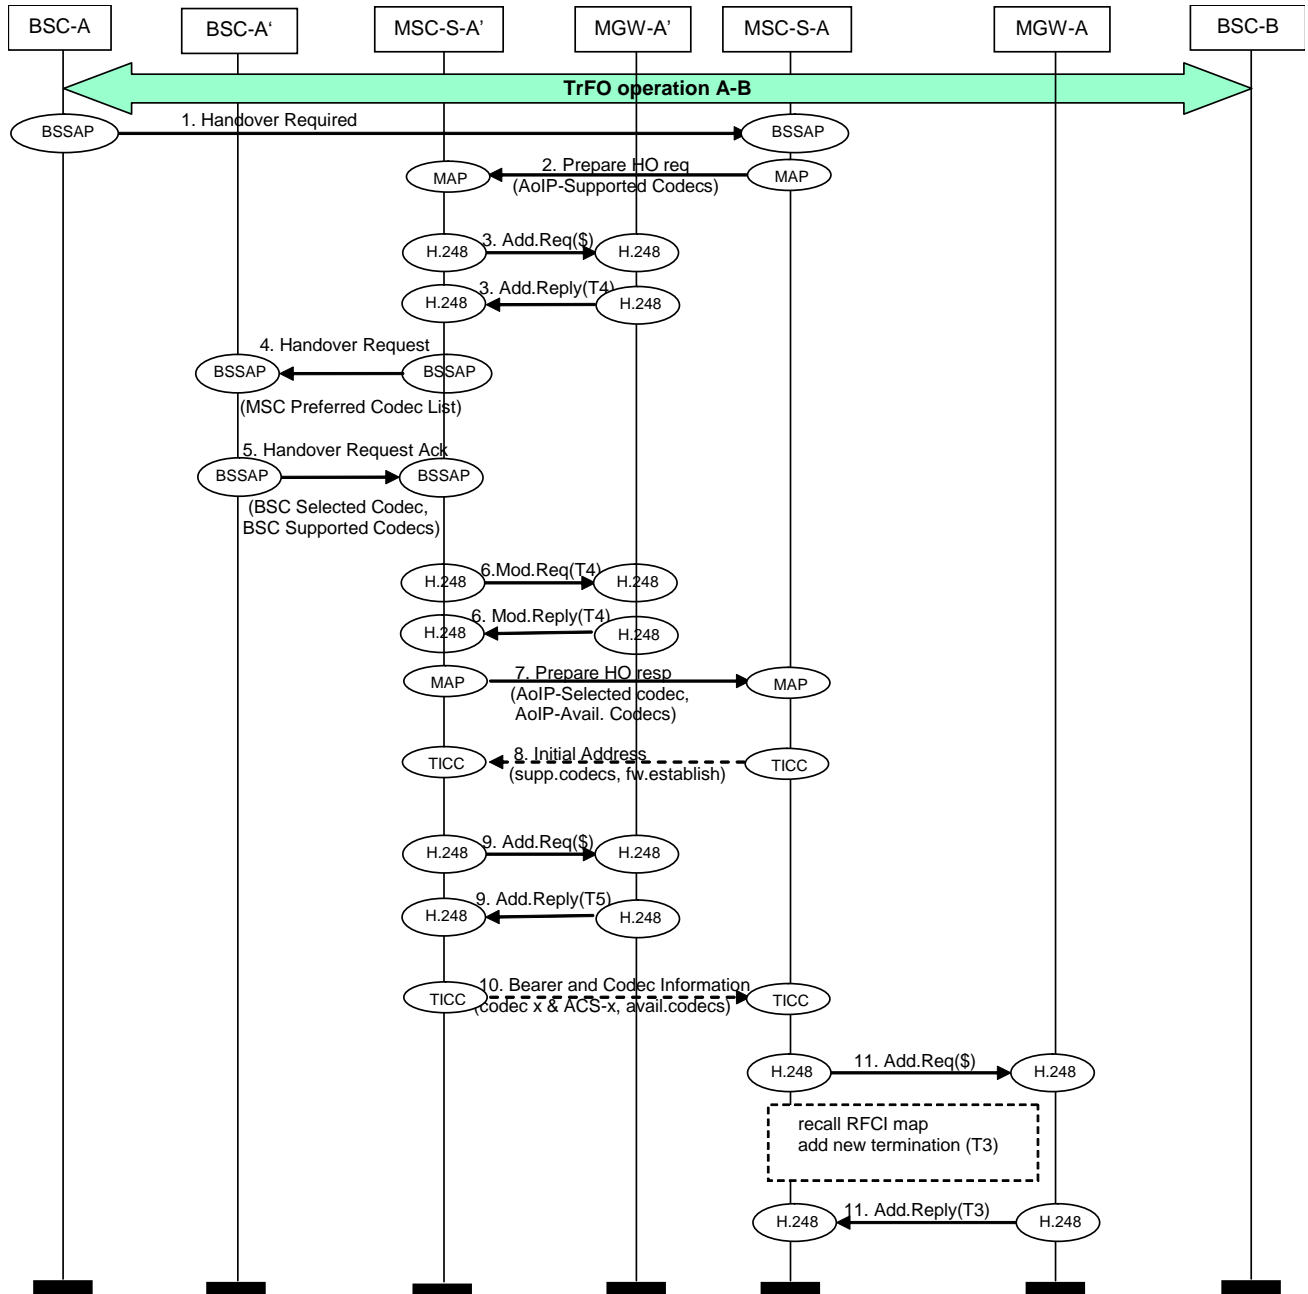 BSC-A
BSC-A‘
MSC-S-A’
MGW-A’
MSC-S-A
MGW-A
BSC-B
TrFO operation A-B
1. Handover Required
BSSAP
BSSAP
2. Prepare HO req
(AoIP-Supported Codecs)
MAP
MAP
3. Add.Req($)
H.248
H.248
3. Add.Reply(T4)
H.248
H.248
4. Handover Request
BSSAP
BSSAP
(MSC Preferred Codec List)
5. Handover Request Ack
BSSAP
BSSAP
(BSC Selected Codec,
BSC Supported Codecs)
6.Mod.Req(T4)
H.248
H.248
6. Mod.Reply(T4)
H.248
H.248
7. Prepare HO resp
MAP
MAP
(AoIP-Selected codec,
AoIP-Avail. Codecs)
8. Initial Address
TICC
TICC
(supp.codecs, fw.establish)
9. Add.Req($)
H.248
H.248
9. Add.Reply(T5)
H.248
H.248
10. Bearer and Codec Information
TICC
TICC
(codec x & ACS-x, avail.codecs)
11. Add.Req($)
H.248
H.248
recall RFCI map
add new termination (T3)
11. Add.Reply(T3)
H.248
H.248